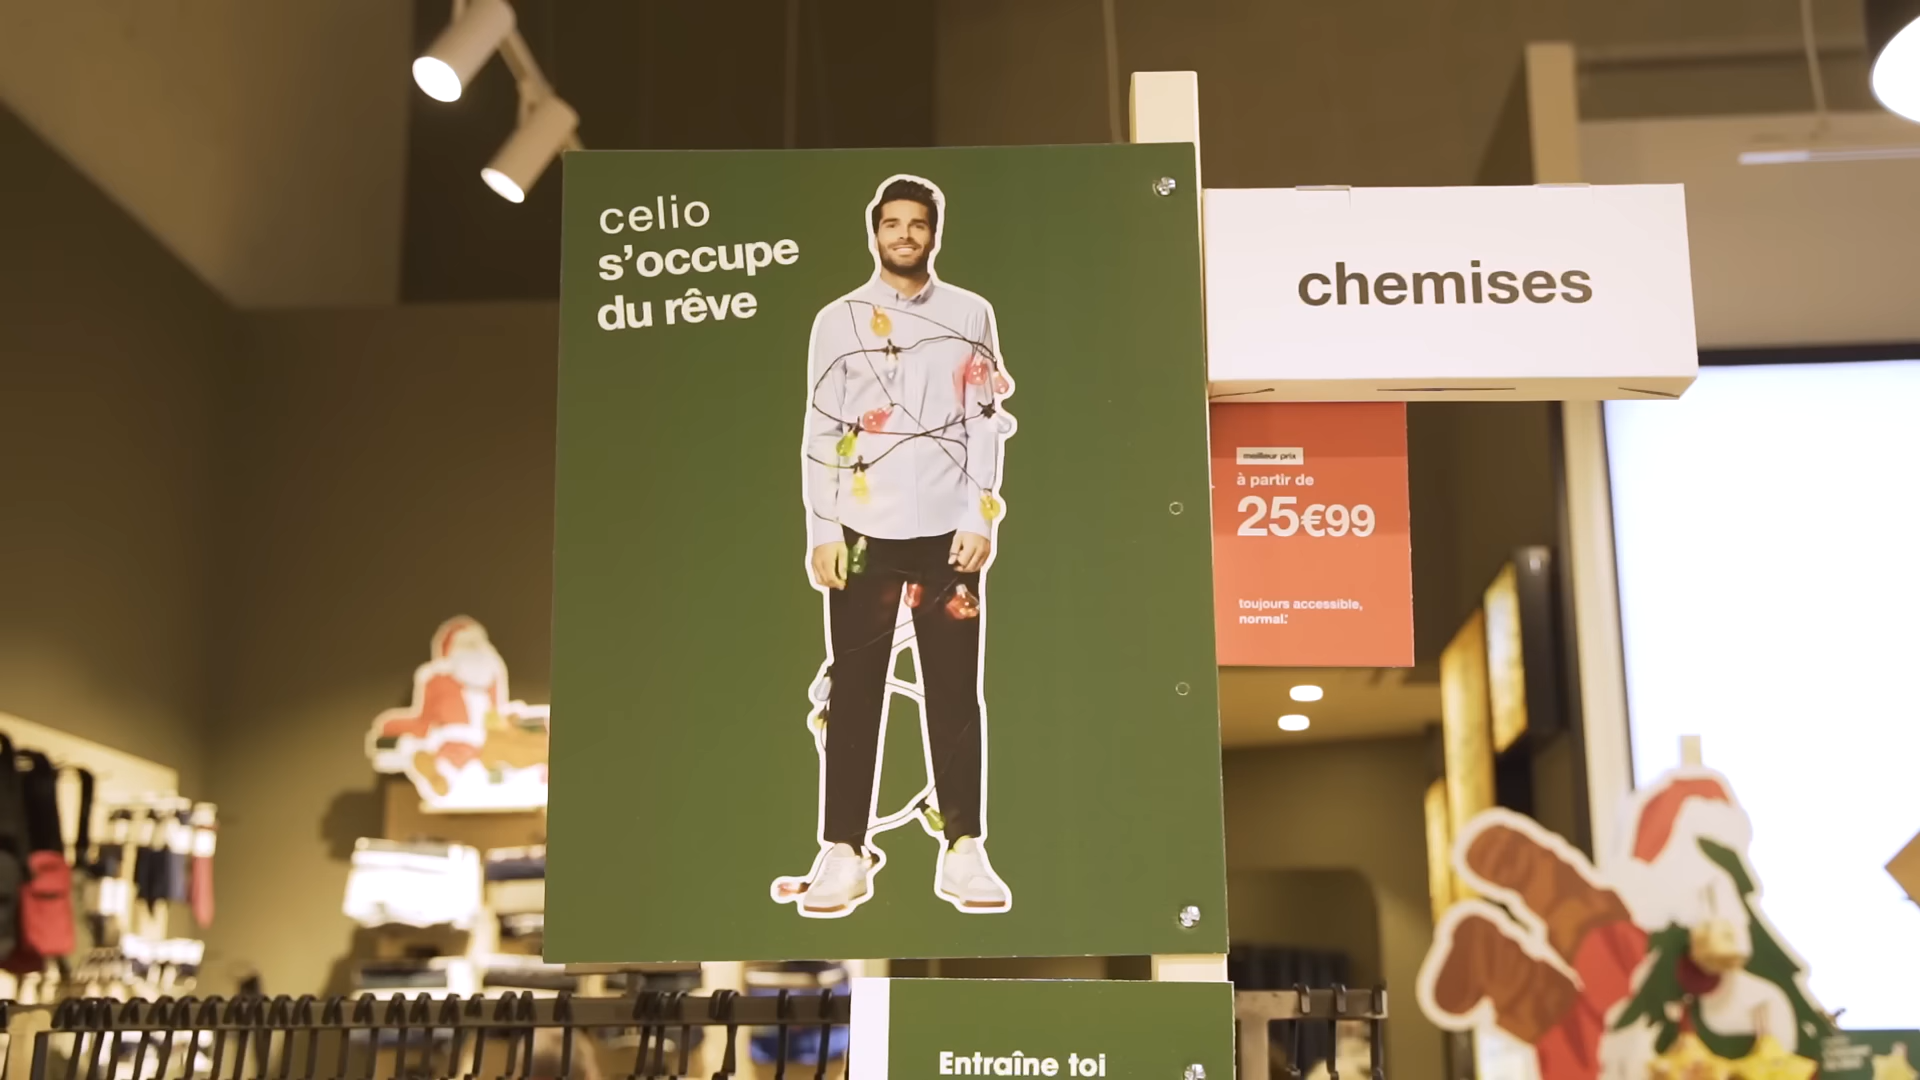 celio
s'occupe
du rêve
chemises
meilleur prix
à partir de
25€99
toujours accessible,
normal.*
Entraîne toi